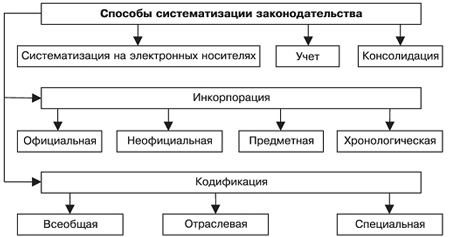 Способы систематизации законодательства
Систематизация на электронных носителях
Учет
Консолидация
Инкорпорация
Официальная
Неофициальная
Предметная
Хронологическая
Кодификация
Всеобщая
Отраслевая
Специальная